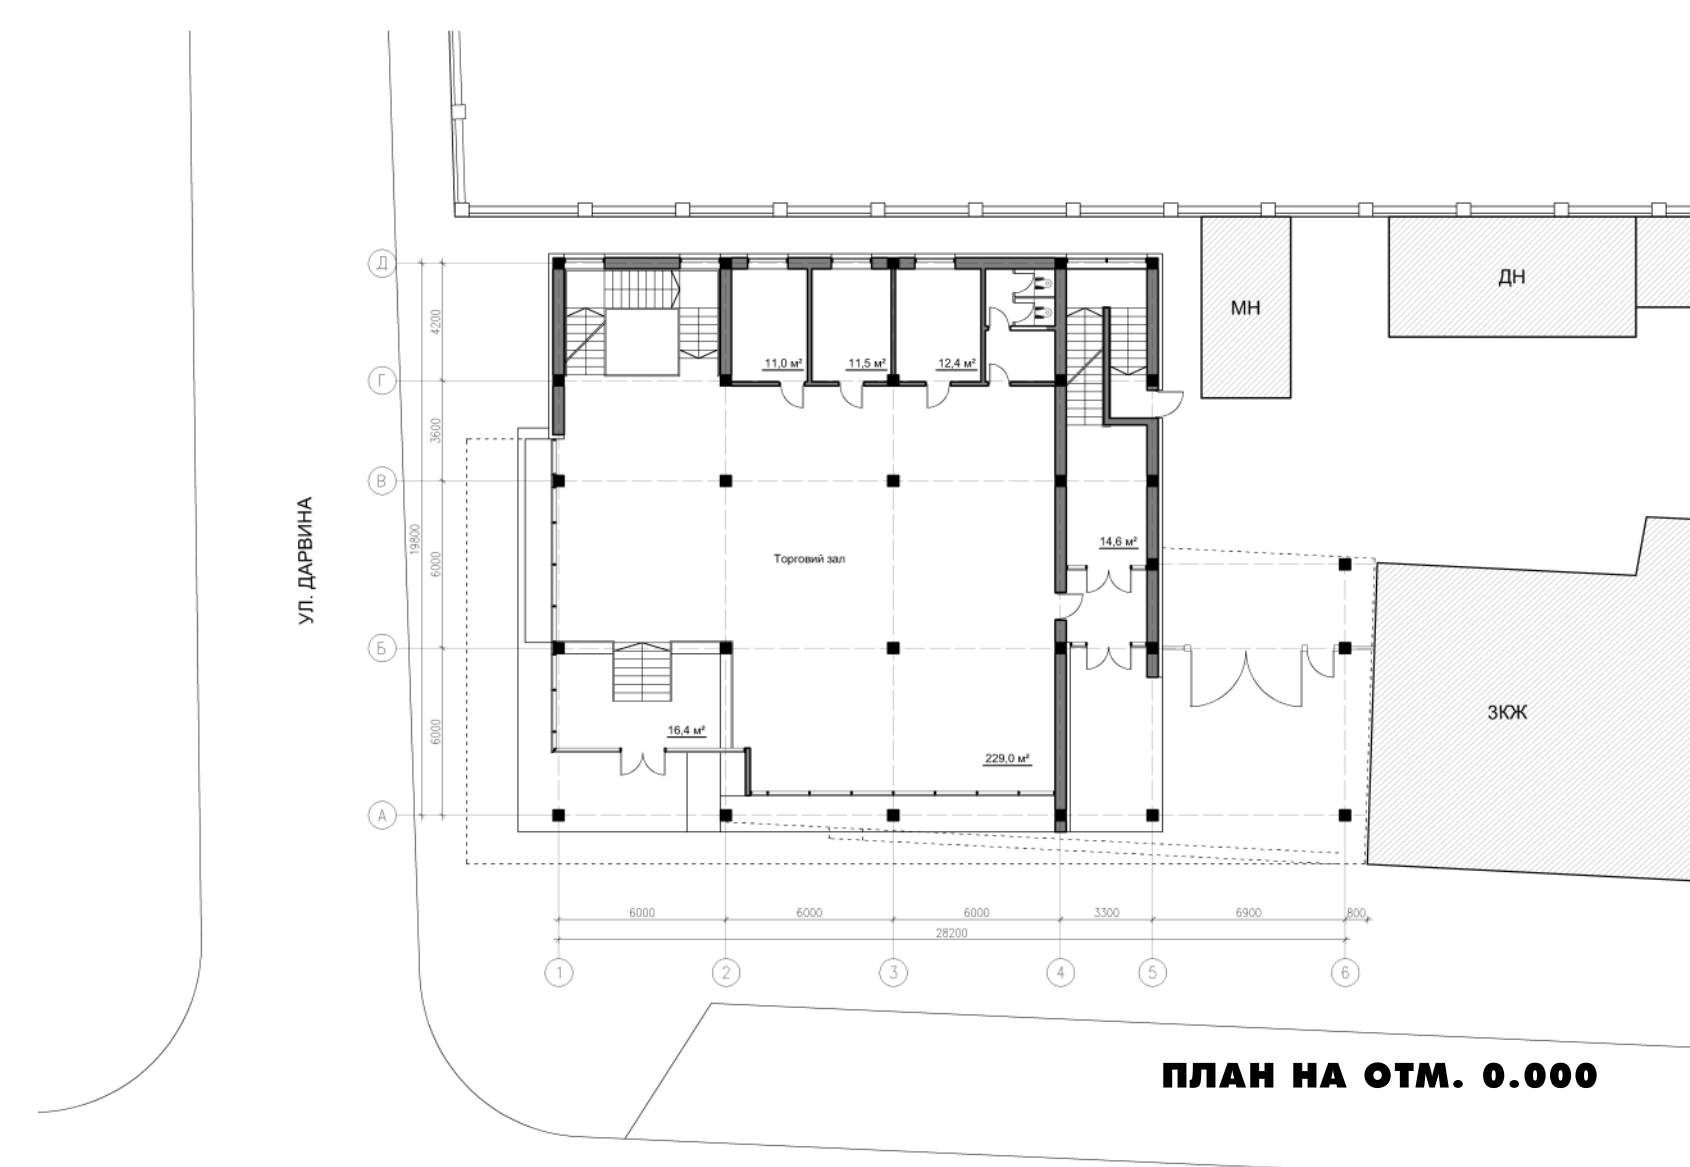 Д
4200
МН
ДН
11,0 м²
11,5 м²
12,4 м²
Г
3600
В
УЛ. ДАРВИНА
19800
6000
14,6 м²
Торговий зал
Б
6000
16,4 м²
229,0 м²
ЗКЖ
А
6000
6000
6000
3300
6900
800
28200
1
2
3
4
5
6
ПЛАН НА ОТМ. 0.000